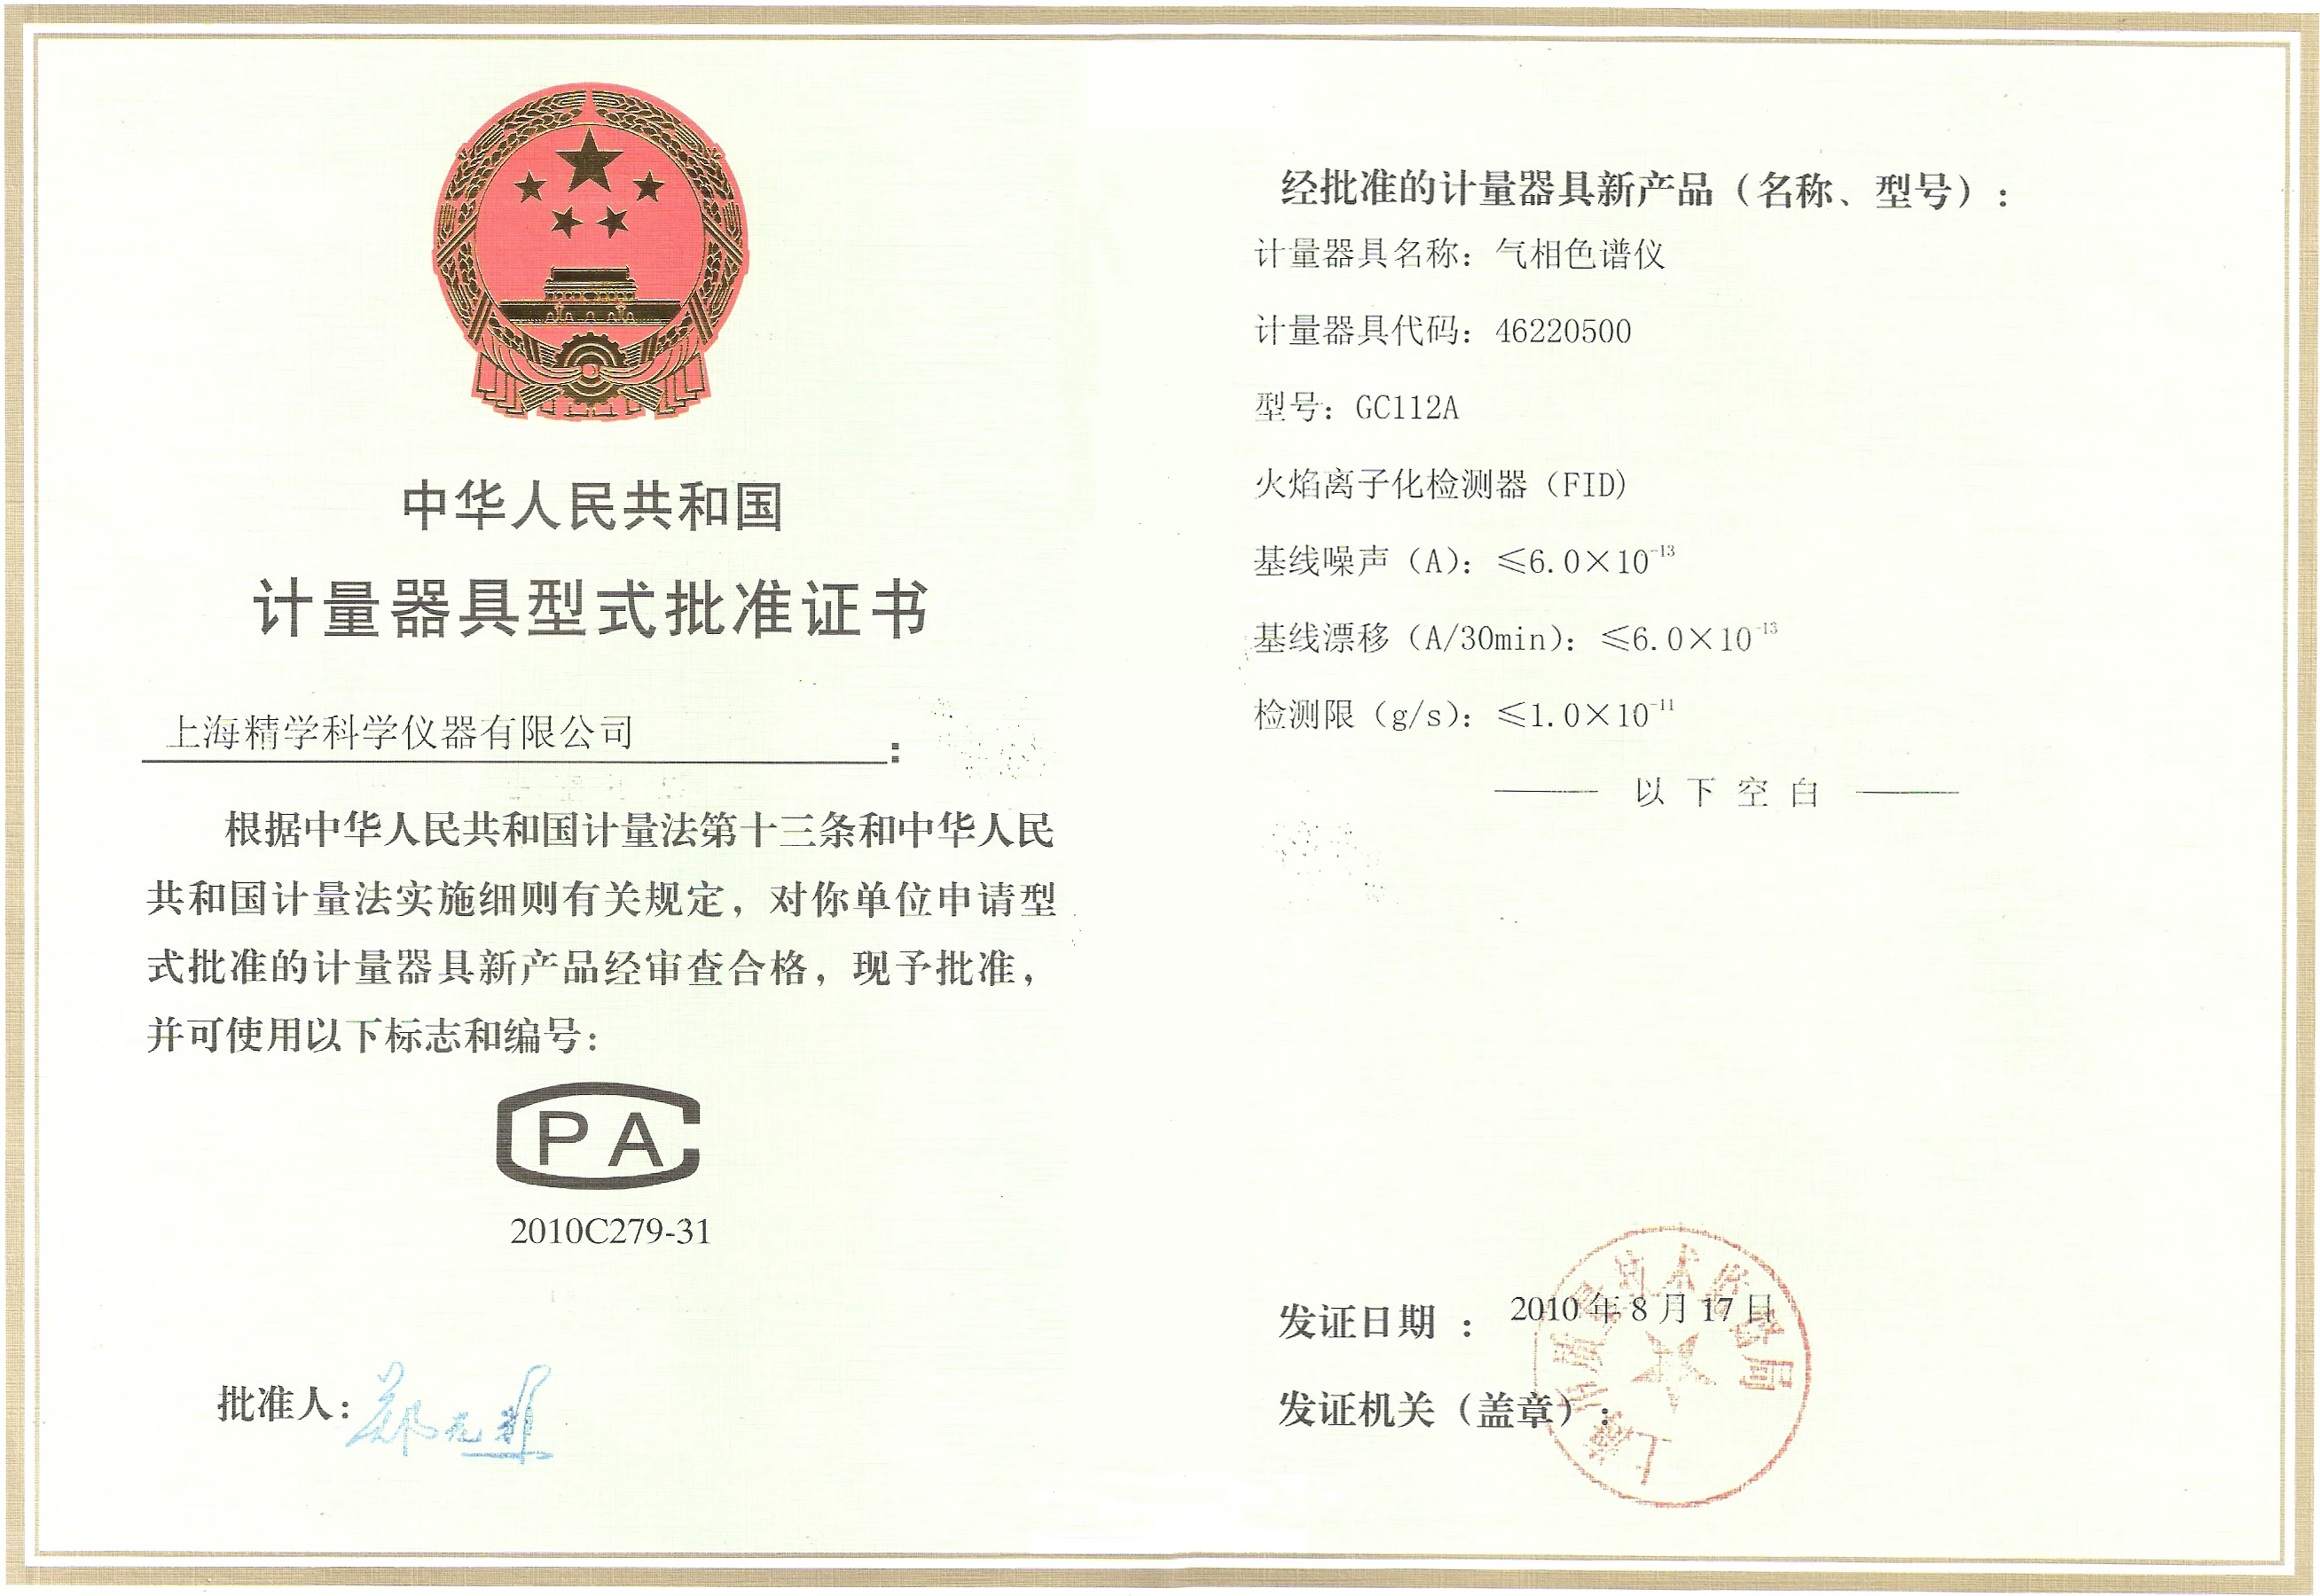 中华人民共和国
计量器具型式批准证书
上海精学科学仪器有限公司：
根据中华人民共和国计量法第十三条和中华人民
共和国计量法实施细则有关规定，对你单位申请型
式批准的计量器具新产品经审查合格，现予批准，
并可使用以下标志和编号：
CPA
2010C279-31
批准人：
经批准的计量器具新产品（名称、型号）：
计量器具名称：气相色谱仪
计量器具代码：46220500
型号：GC112A
火焰离子化检测器（FID）
基线噪声（A）：≤6.0×10⁻¹³
基线漂移（A/30min）：≤6.0×10⁻¹³
检测限（g/s）：≤1.0×10⁻¹¹
—— 以下空白 ——
发证日期：2010年8月17日
发证机关（盖章）：
上海市质量技术监督局